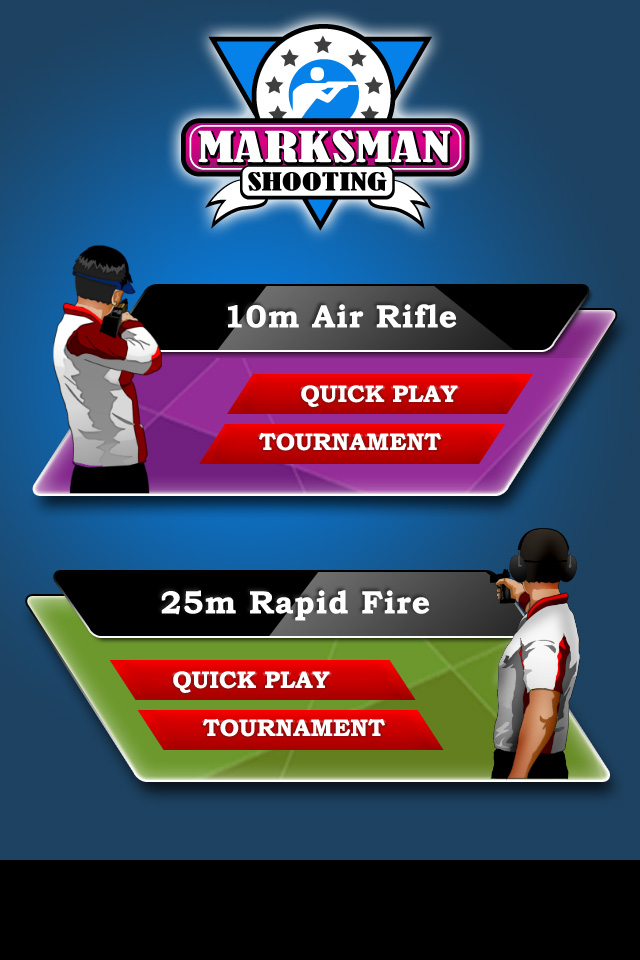 MARKSMAN
SHOOTING
10m Air Rifle
QUICK PLAY
TOURNAMENT
25m Rapid Fire
QUICK PLAY
TOURNAMENT